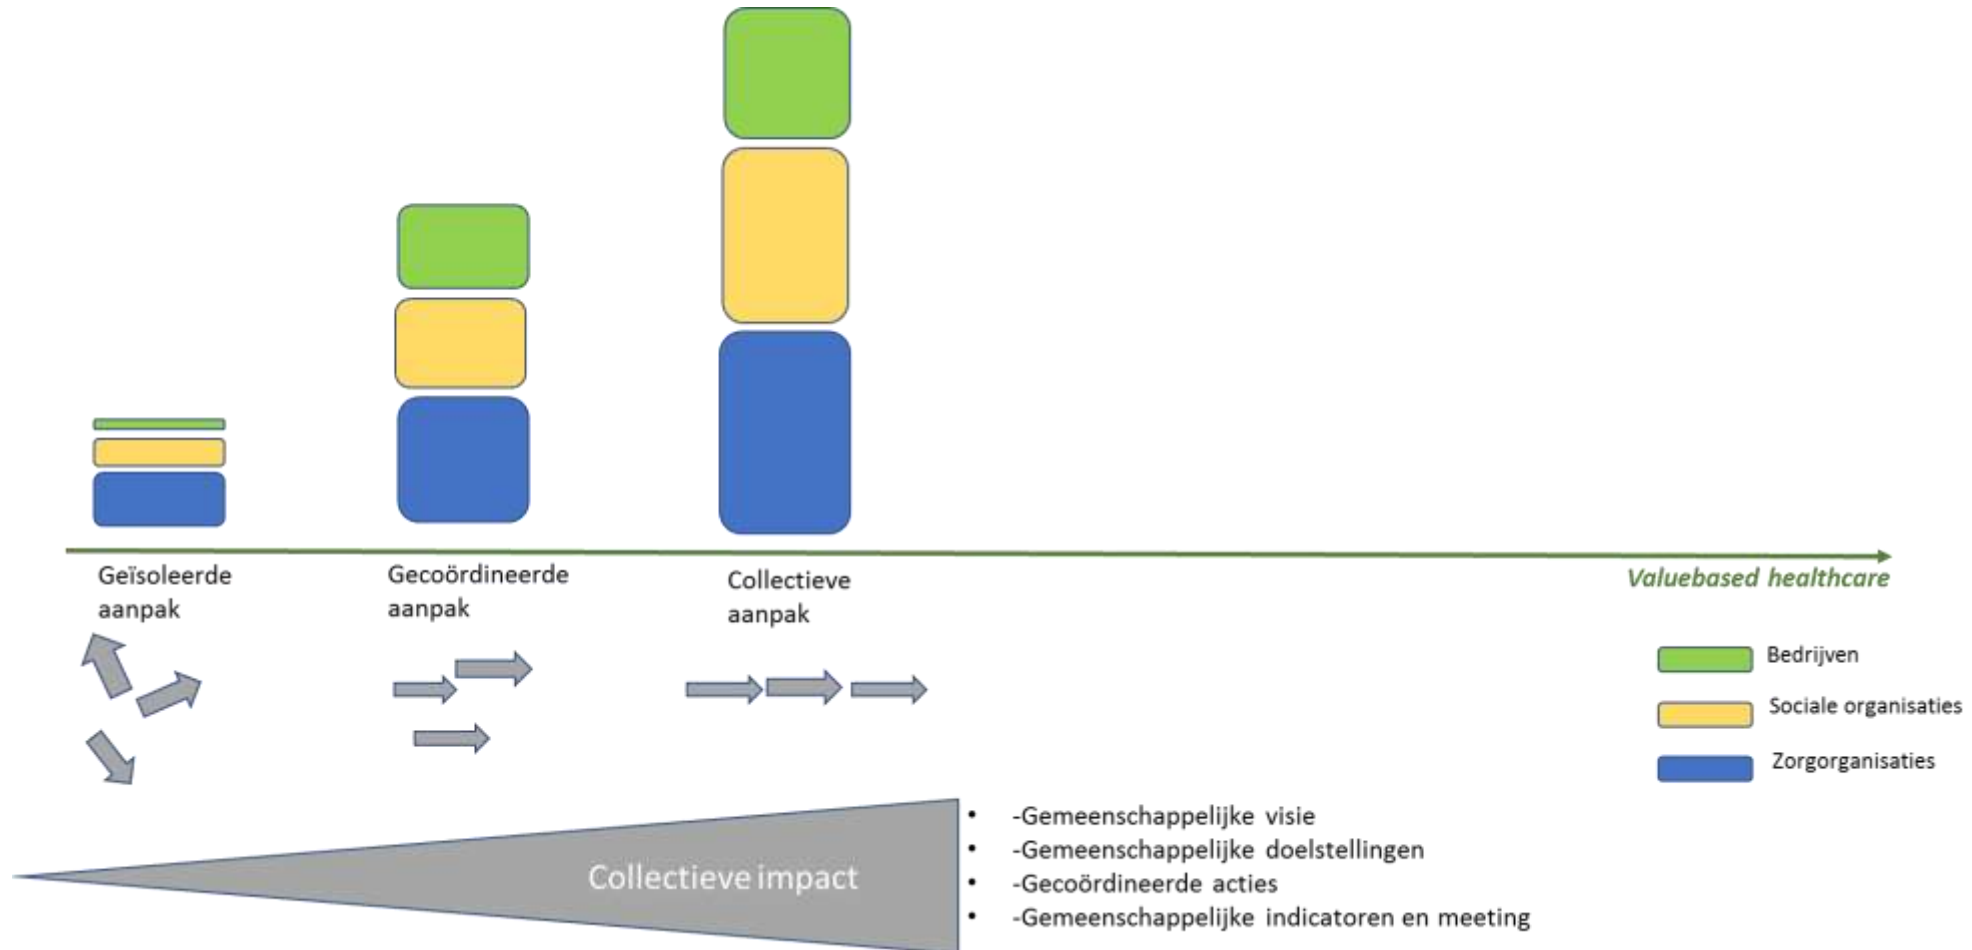 Geïsoleerde
aanpak
Gecoördineerde
aanpak
Collectieve
aanpak
Valuebased healthcare
Bedrijven
Sociale organisaties
Zorgorganisaties
Collectieve impact
• -Gemeenschappelijke visie
• -Gemeenschappelijke doelstellingen
• -Gecoördineerde acties
• -Gemeenschappelijke indicatoren en meeting